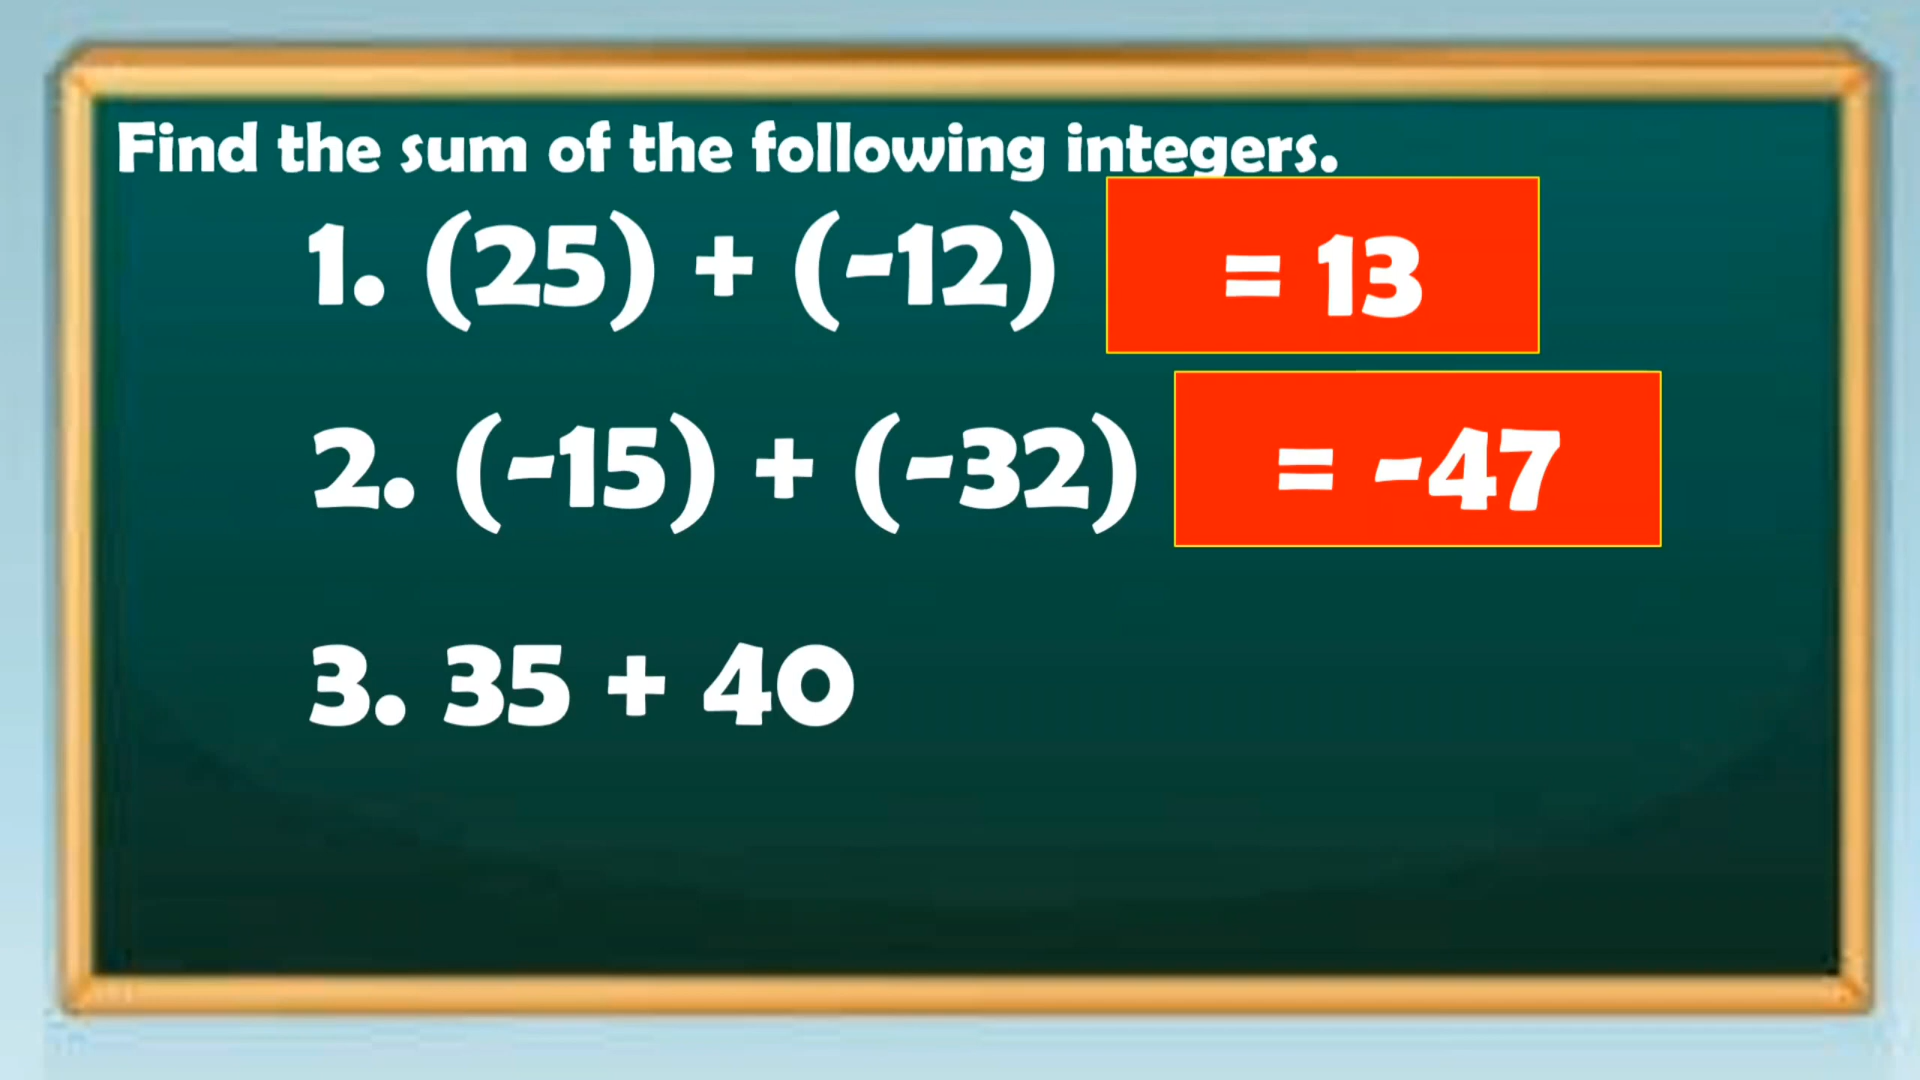 Find the sum of the following integers.
1. (25) + (-12) = 13
2. (-15) + (-32) = -47
3. 35 + 40